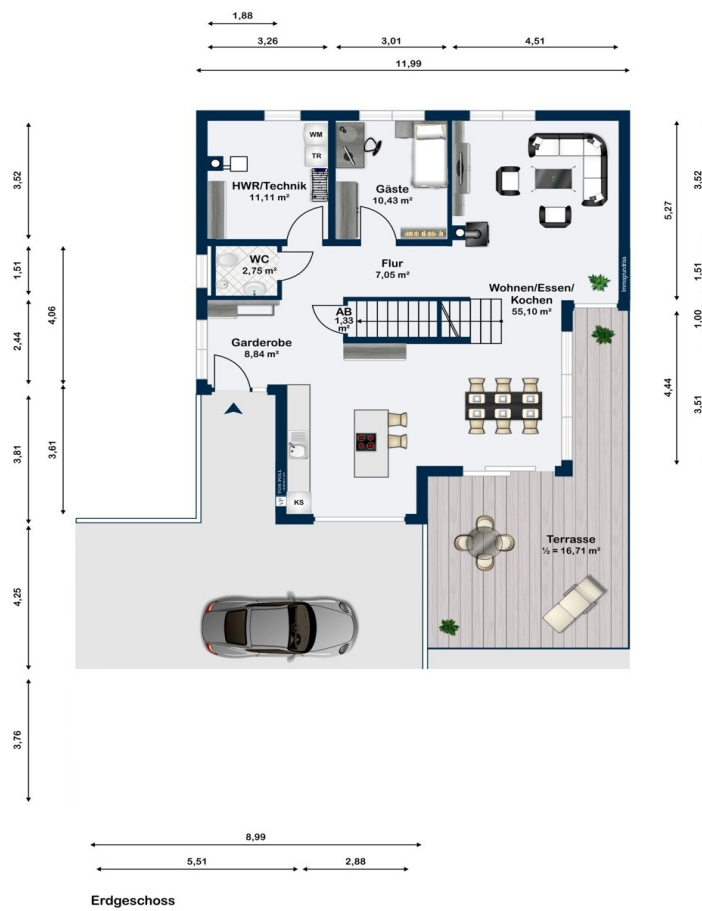 1,88
3,26
3,01
4,51
11,99
3,52
1,51
2,44
3,81
4,25
3,76
4,06
3,61
5,27
4,44
3,52
1,51
1,00
3,51
WM
TR
HWR/Technik
11,11 m²
Gäste
10,43 m²
WC
2,75 m²
Flur
7,05 m²
Wohnen/Essen/
Kochen
55,10 m²
Immogrundriss
AB
1,33
m²
Garderobe
8,84 m²
VON POLL
KS
Terrasse
½ = 16,71 m²
8,99
5,51
2,88
Erdgeschoss